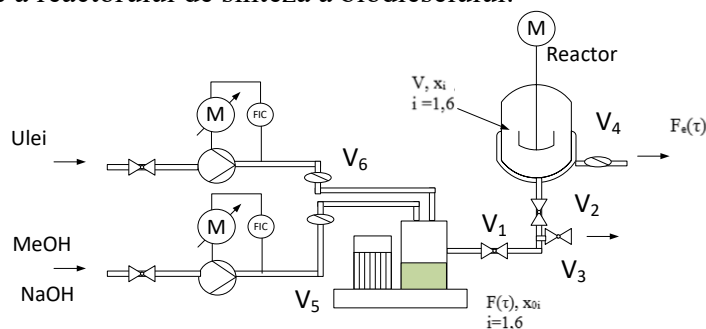 a reactorului de sinteză a biodieselului.
M
Reactor
V, xi
i =1,6
M
FIC
Ulei
V6
V4
Fe(τ)
M
FIC
MeOH
NaOH
V1
V2
V3
V5
F(τ), x0i
i=1,6